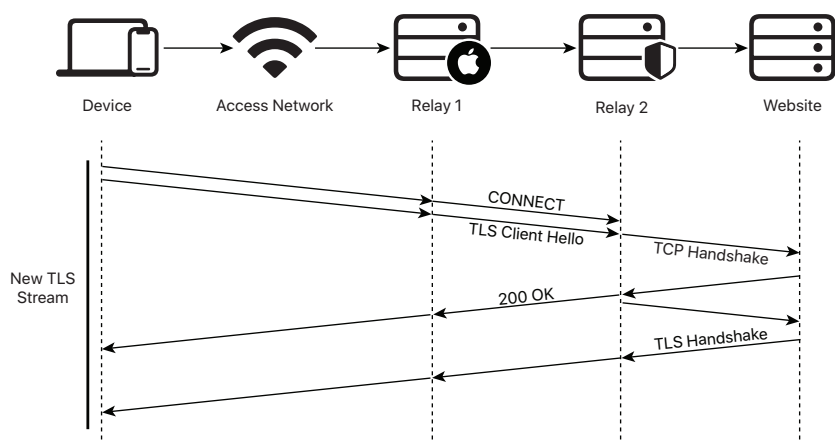 Device
Access Network
Relay 1
Relay 2
Website
CONNECT
TLS Client Hello
TCP Handshake
New TLS
Stream
200 OK
TLS Handshake